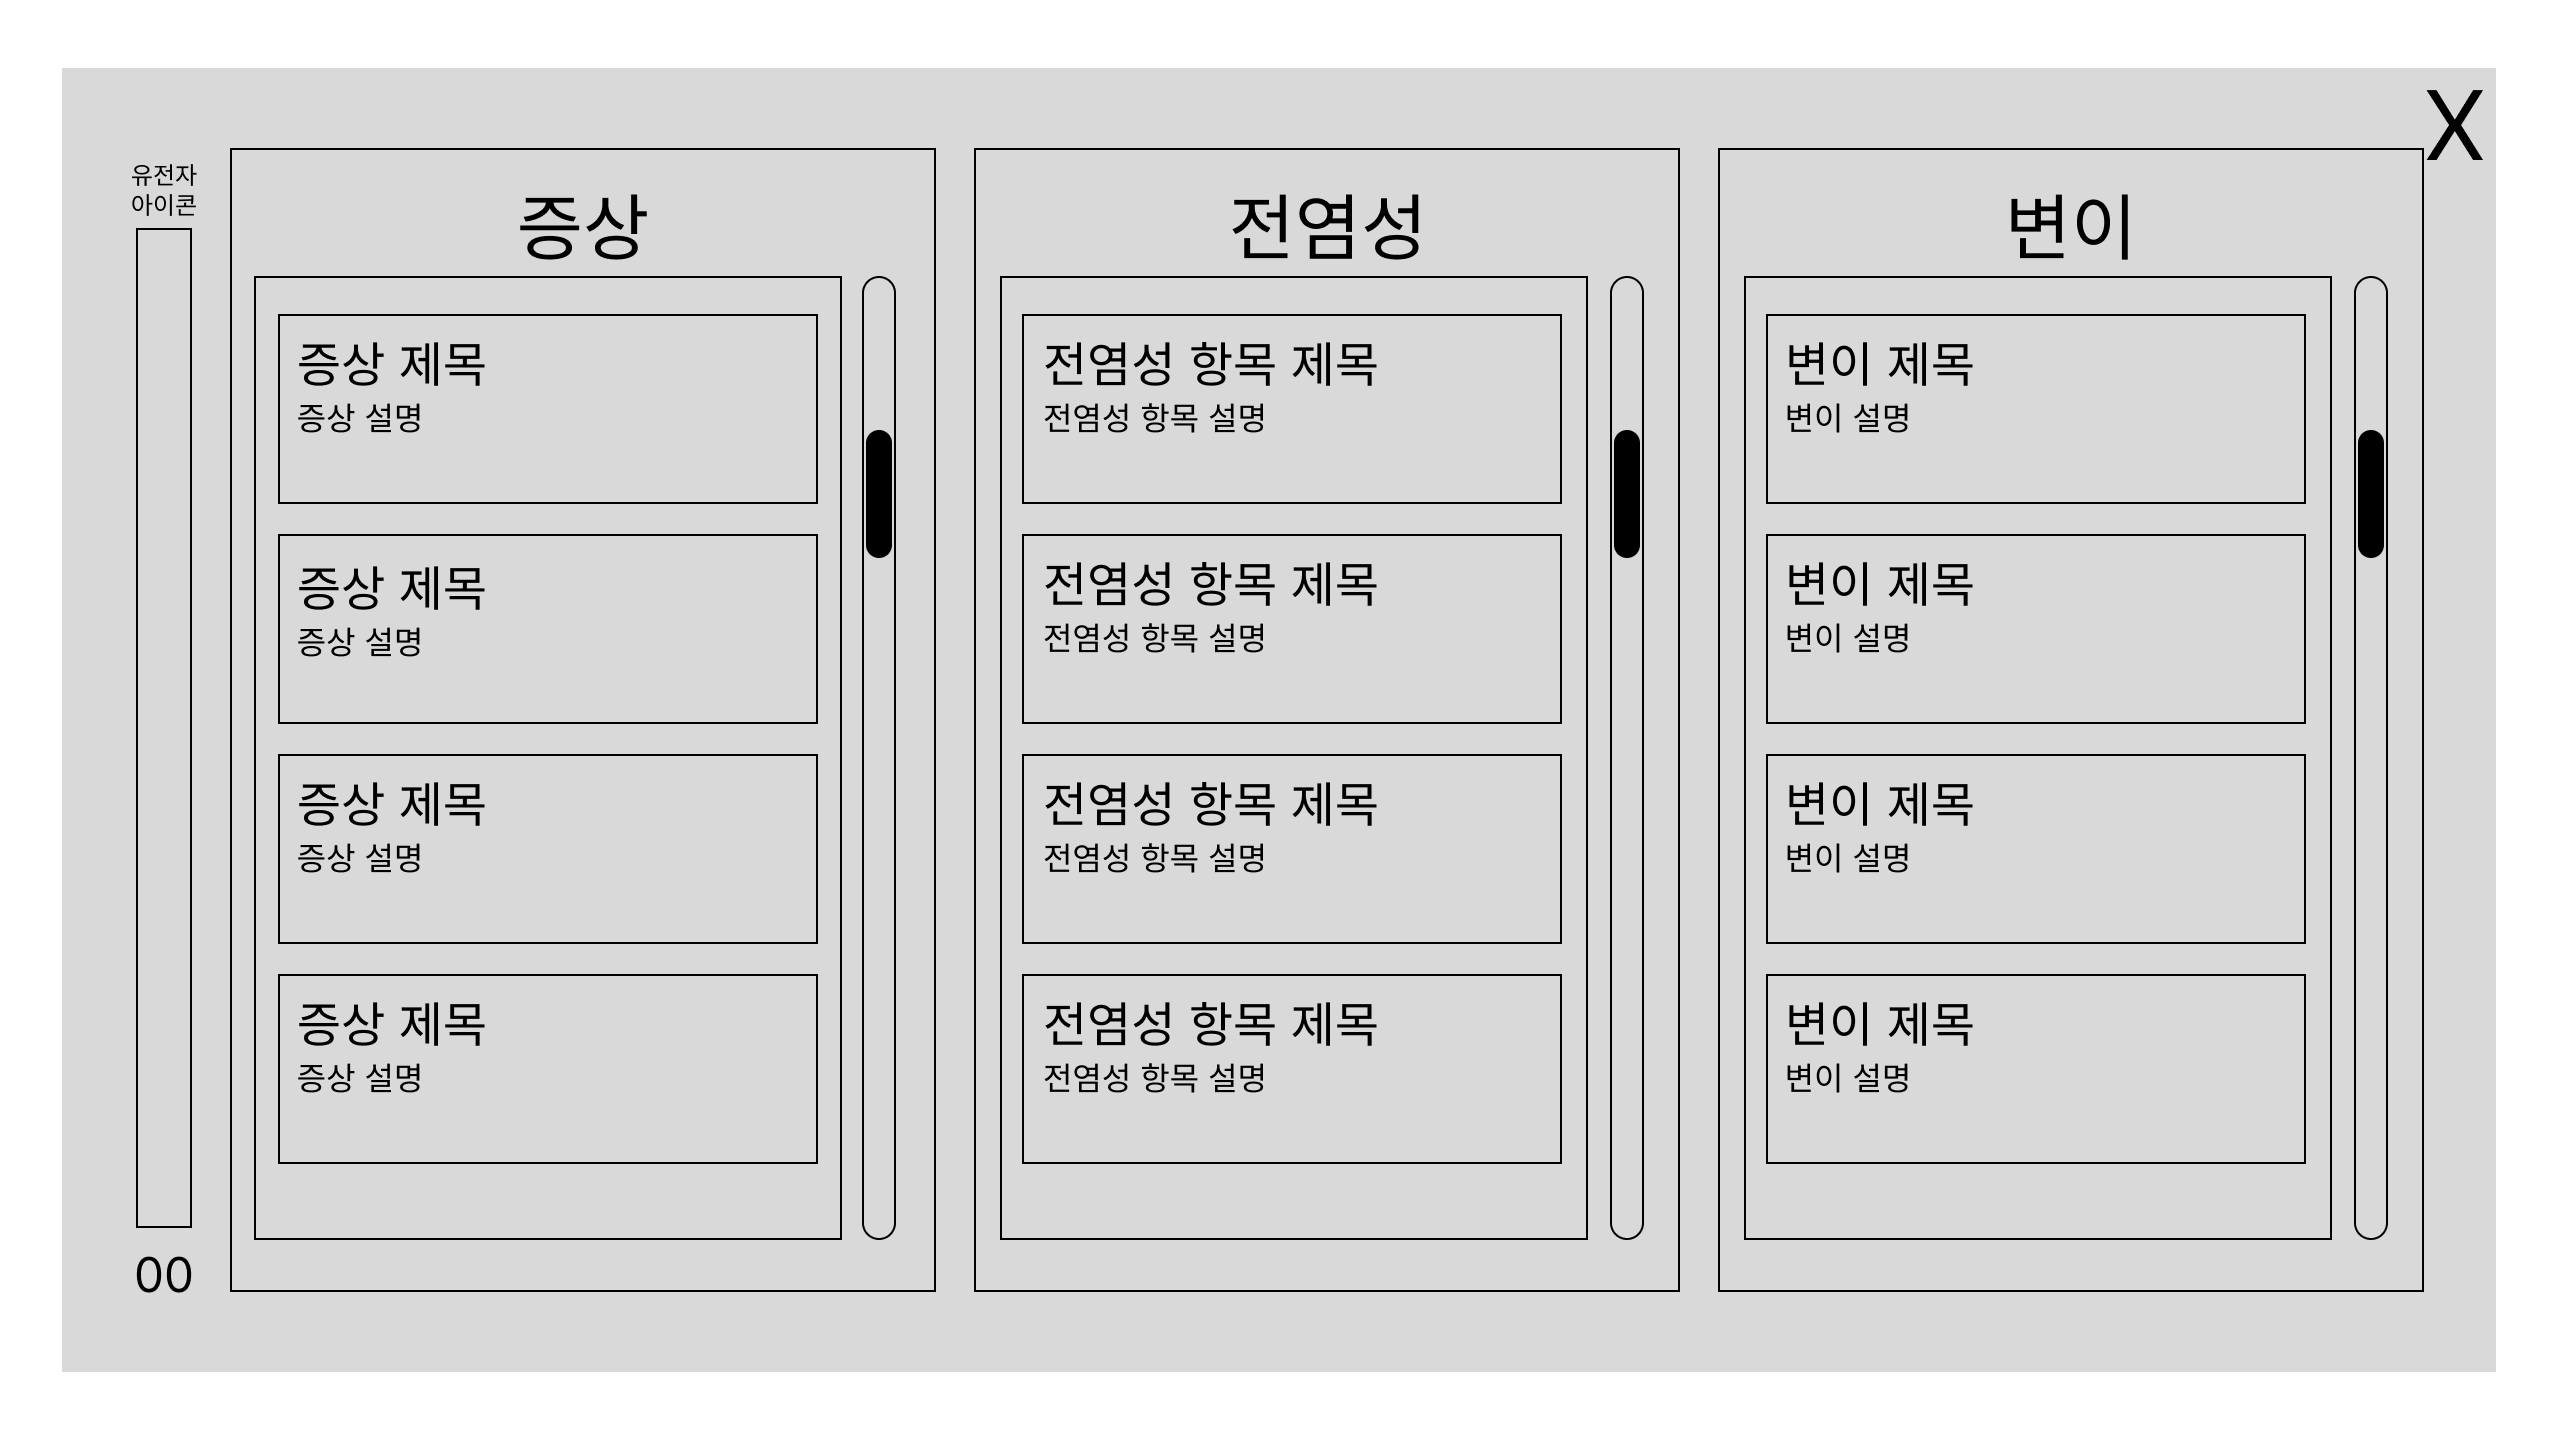 X
유전자
아이콘
00
증상
증상 제목
증상 설명
증상 제목
증상 설명
증상 제목
증상 설명
증상 제목
증상 설명
전염성
전염성 항목 제목
전염성 항목 설명
전염성 항목 제목
전염성 항목 설명
전염성 항목 제목
전염성 항목 설명
전염성 항목 제목
전염성 항목 설명
변이
변이 제목
변이 설명
변이 제목
변이 설명
변이 제목
변이 설명
변이 제목
변이 설명